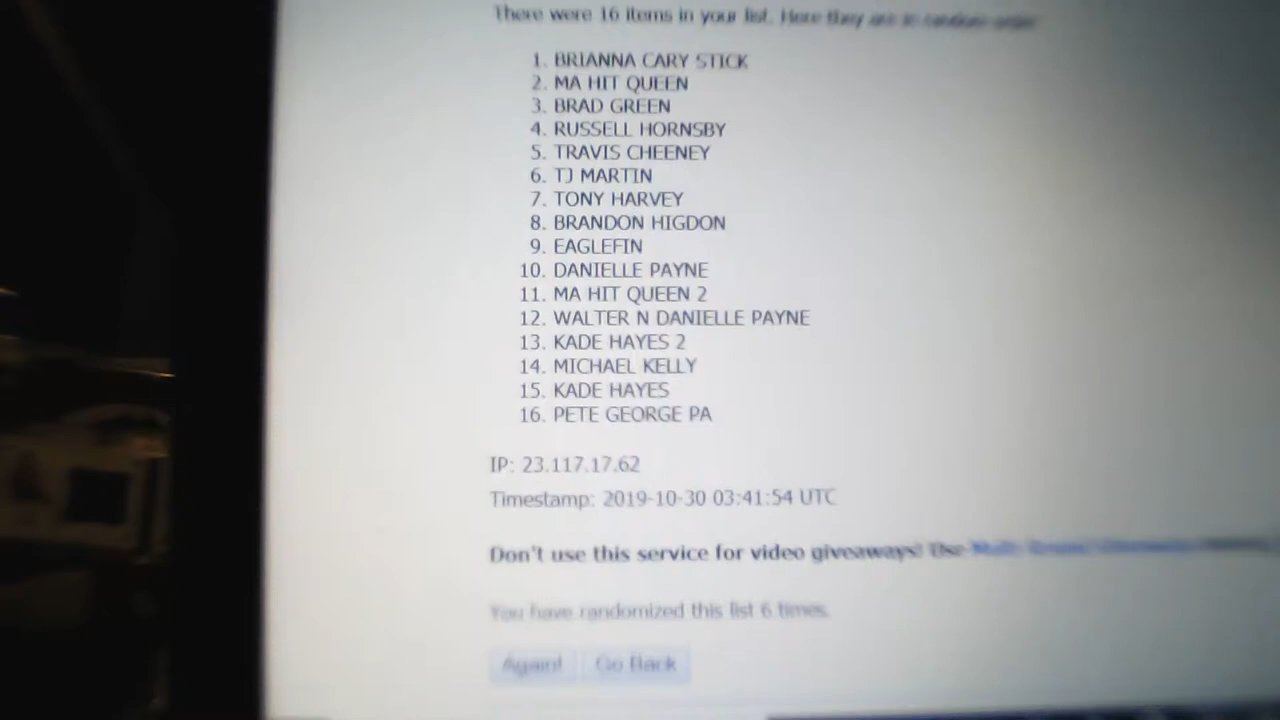 There were 16 items in your list. Here they are in random order:
1. BRIANNA CARY STICK
2. MA HIT QUEEN
3. BRAD GREEN
4. RUSSELL HORNSBY
5. TRAVIS CHEENEY
6. TJ MARTIN
7. TONY HARVEY
8. BRANDON HIGDON
9. EAGLEFIN
10. DANIELLE PAYNE
11. MA HIT QUEEN 2
12. WALTER N DANIELLE PAYNE
13. KADE HAYES 2
14. MICHAEL KELLY
15. KADE HAYES
16. PETE GEORGE PA
IP: 23.117.17.62
Timestamp: 2019-10-30 03:41:54 UTC
Don't use this service for video giveaways! Use
You have randomized this list 6 times.
Again! Go Back